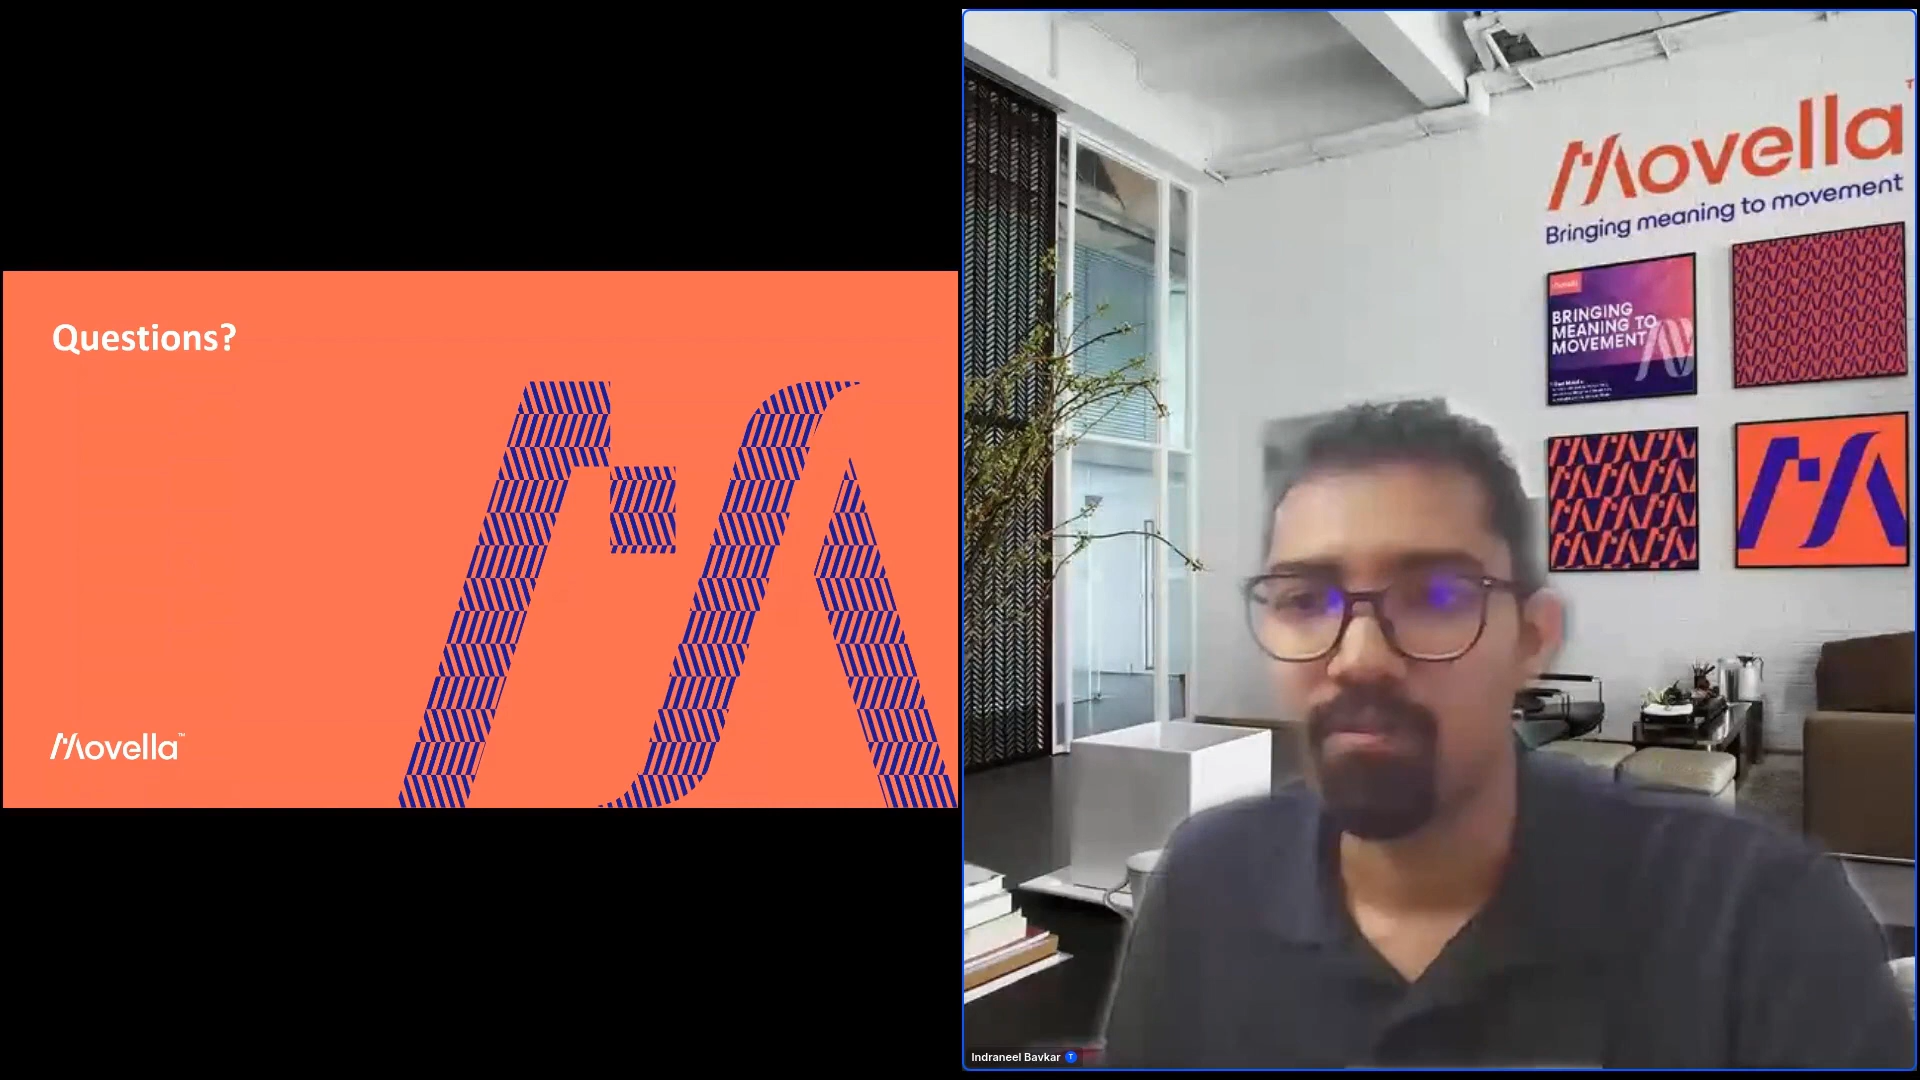 Questions?
Movella™
Movella
Bringing meaning to movement
BRINGING
MEANING TO
MOVEMENT
Indraneel Bavkar
T